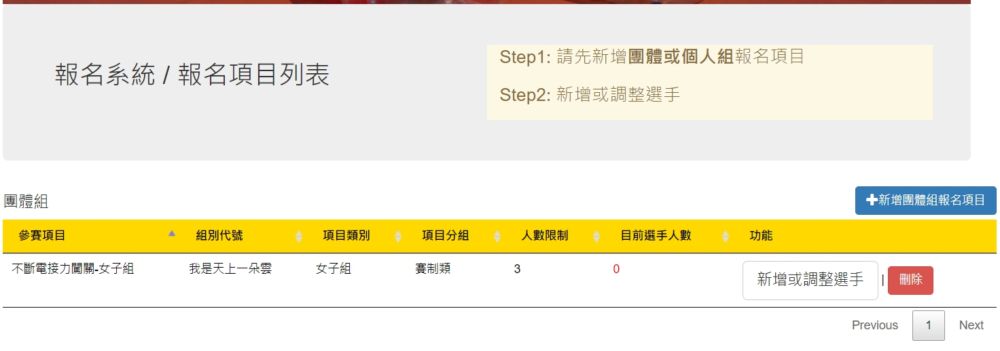 報名系統 / 報名項目列表
Step1: 請先新增團體或個人組報名項目
Step2: 新增或調整選手
團體組
新增團體組報名項目
參賽項目 組別代號 項目類別 項目分組 人數限制 目前選手人數 功能
不斷電接力闖關-女子組 我是天上一朵雲 女子組 賽制類 3 0 新增或調整選手 | 刪除
Previous 1 Next